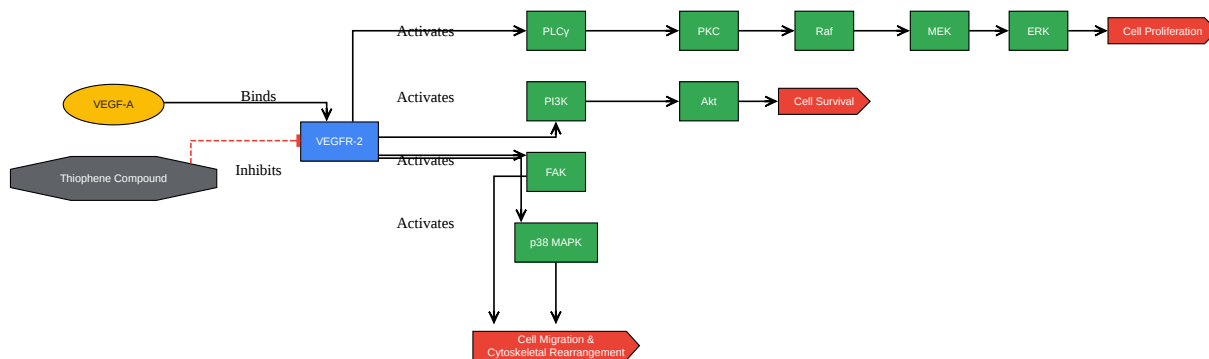 Activates
PLCγ
PKC
Raf
MEK
ERK
Cell Proliferation
VEGF-A
Binds
Activates
PI3K
Akt
Cell Survival
VEGFR-2
Thiophene Compound
Inhibits
Activates
FAK
Activates
p38 MAPK
Cell Migration &
Cytoskeletal Rearrangement